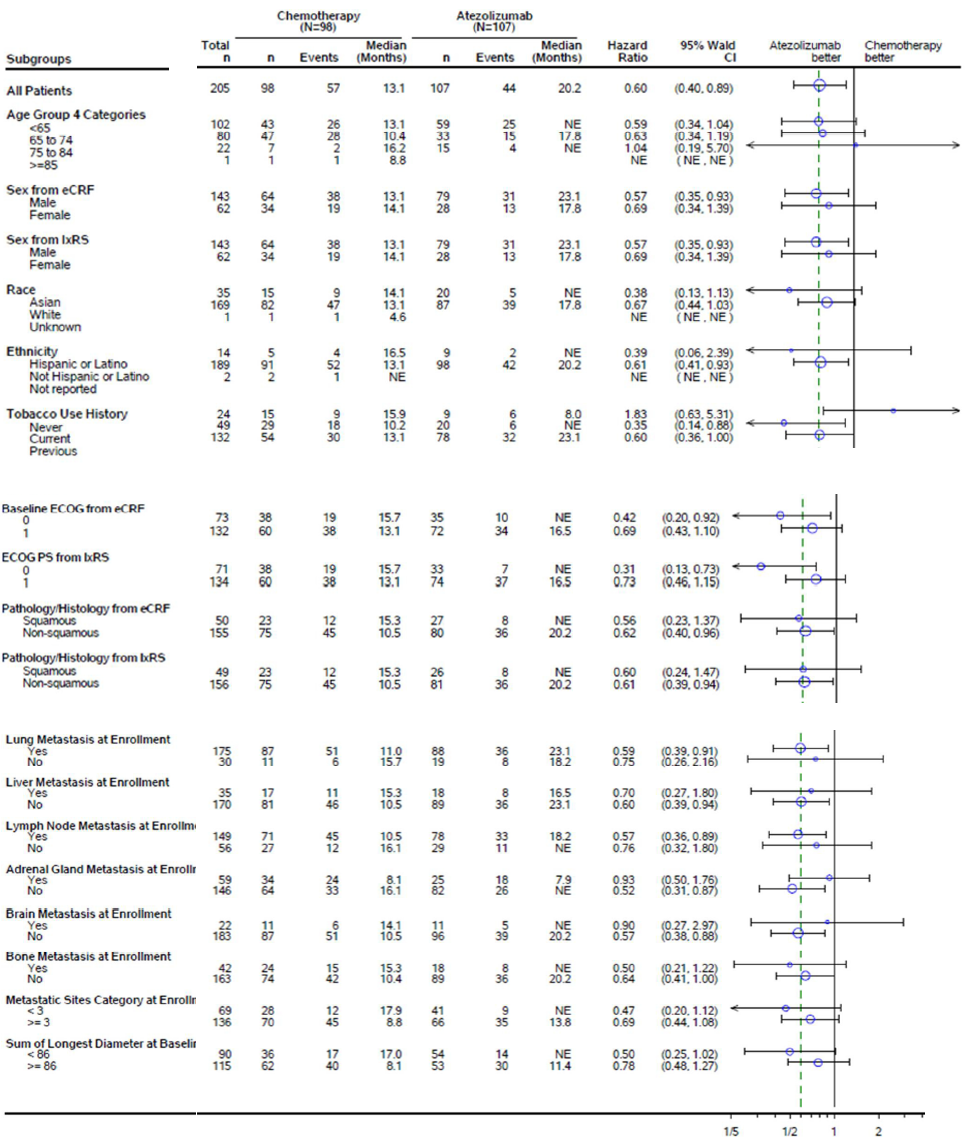 Chemotherapy Atezolizumab
(N=98) (N=107)
Total Median Median Hazard 95% Wald Atezolizumab Chemotherapy
Subgroups n n Events (Months) n Events (Months) Ratio CI better better
All Patients 205 98 57 13.1 107 44 20.2 0.60 (0.40, 0.89)
Age Group 4 Categories
<65 102 43 26 13.1 59 25 NE 0.59 (0.34, 1.04)
65 to 74 80 47 28 10.4 33 15 17.8 0.63 (0.34, 1.19)
75 to 84 22 7 2 16.2 15 4 NE 1.04 (0.19, 5.70)
>=85 1 1 1 8.8 NE ( NE , NE )
Sex from eCRF
Male 143 64 38 13.1 79 31 23.1 0.57 (0.35, 0.93)
Female 62 34 19 14.1 28 13 17.8 0.69 (0.34, 1.39)
Sex from IxRS
Male 143 64 38 13.1 79 31 23.1 0.57 (0.35, 0.93)
Female 62 34 19 14.1 28 13 17.8 0.69 (0.34, 1.39)
Race
Asian 35 15 9 14.1 20 5 NE 0.38 (0.13, 1.13)
White 169 82 47 13.1 87 39 17.8 0.67 (0.44, 1.03)
Unknown 1 1 1 4.6 NE ( NE , NE )
Ethnicity
Hispanic or Latino 14 5 4 16.5 9 2 NE 0.39 (0.06, 2.39)
Not Hispanic or Latino 189 91 52 13.1 98 42 20.2 0.61 (0.41, 0.93)
Not reported 2 2 1 NE NE ( NE , NE )
Tobacco Use History
Never 24 15 9 15.9 9 6 8.0 1.83 (0.63, 5.31)
Current 49 29 18 10.2 20 6 NE 0.35 (0.14, 0.88)
Previous 132 54 30 13.1 78 32 23.1 0.60 (0.36, 1.00)
Baseline ECOG from eCRF
0 73 38 19 15.7 35 10 NE 0.42 (0.20, 0.92)
1 132 60 38 13.1 72 34 16.5 0.69 (0.43, 1.10)
ECOG PS from IxRS
0 71 38 19 15.7 33 7 NE 0.31 (0.13, 0.73)
1 134 60 38 13.1 74 37 16.5 0.73 (0.46, 1.15)
Pathology/Histology from eCRF
Squamous 50 23 12 15.3 27 8 NE 0.56 (0.23, 1.37)
Non-squamous 155 75 45 10.5 80 36 20.2 0.62 (0.40, 0.96)
Pathology/Histology from IxRS
Squamous 49 23 12 15.3 26 8 NE 0.60 (0.24, 1.47)
Non-squamous 156 75 45 10.5 81 36 20.2 0.61 (0.39, 0.94)
Lung Metastasis at Enrollment
Yes 175 87 51 11.0 88 36 23.1 0.59 (0.39, 0.91)
No 30 11 6 15.7 19 8 18.2 0.75 (0.26, 2.16)
Liver Metastasis at Enrollment
Yes 35 17 11 15.3 18 8 16.5 0.70 (0.27, 1.80)
No 170 81 46 10.5 89 36 23.1 0.60 (0.39, 0.94)
Lymph Node Metastasis at Enrollm
Yes 149 71 45 10.5 78 33 18.2 0.57 (0.36, 0.89)
No 56 27 12 16.1 29 11 NE 0.76 (0.32, 1.80)
Adrenal Gland Metastasis at Enroll
Yes 59 34 24 8.1 25 18 7.9 0.93 (0.50, 1.76)
No 146 64 33 16.1 82 26 NE 0.52 (0.31, 0.87)
Brain Metastasis at Enrollment
Yes 22 11 6 14.1 11 5 NE 0.90 (0.27, 2.97)
No 183 87 51 10.5 96 39 20.2 0.57 (0.38, 0.88)
Bone Metastasis at Enrollment
Yes 42 24 15 15.3 18 8 NE 0.50 (0.21, 1.22)
No 163 74 42 10.4 89 36 20.2 0.64 (0.41, 1.00)
Metastatic Sites Category at Enroll
< 3 69 28 12 17.9 41 9 NE 0.47 (0.20, 1.12)
>= 3 136 70 45 8.8 66 35 13.8 0.69 (0.44, 1.08)
Sum of Longest Diameter at Baselin
< 86 90 36 17 17.0 54 14 NE 0.50 (0.25, 1.02)
>= 86 115 62 40 8.1 53 30 11.4 0.78 (0.48, 1.27)
1/5 1/2 1 2